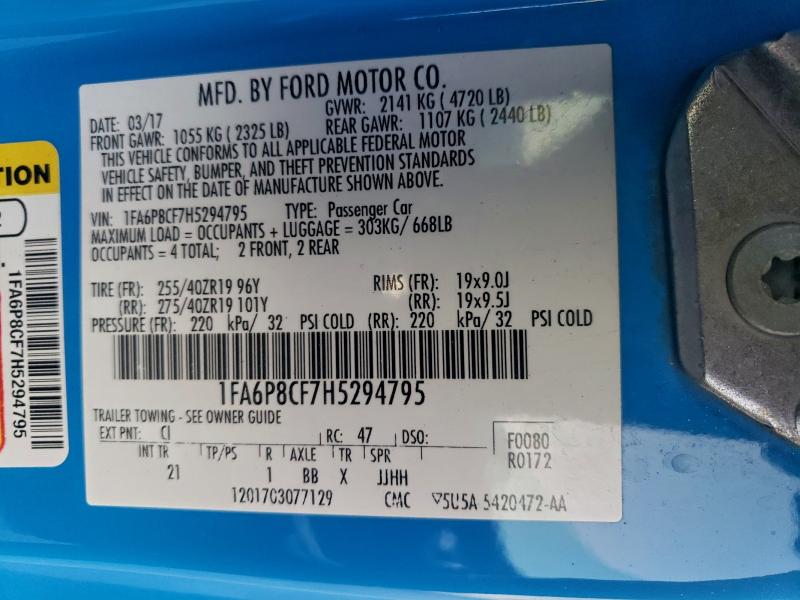 MFD. BY FORD MOTOR CO.
DATE: 03/17 GVWR: 2141 KG ( 4720 LB)
FRONT GAWR: 1055 KG ( 2325 LB) REAR GAWR: 1107 KG ( 2440 LB)
THIS VEHICLE CONFORMS TO ALL APPLICABLE FEDERAL MOTOR
VEHICLE SAFETY, BUMPER, AND THEFT PREVENTION STANDARDS
IN EFFECT ON THE DATE OF MANUFACTURE SHOWN ABOVE.
VIN: 1FA6P8CF7H5294795 TYPE: Passenger Car
MAXIMUM LOAD = OCCUPANTS + LUGGAGE = 303KG/ 668LB
OCCUPANTS = 4 TOTAL; 2 FRONT, 2 REAR
TIRE (FR): 255/40ZR19 96Y RIMS (FR): 19x9.0J
(RR): 275/40ZR19 101Y (RR): 19x9.5J
PRESSURE (FR): 220 kPa/ 32 PSI COLD (RR): 220 kPa/ 32 PSI COLD
1FA6P8CF7H5294795
TRAILER TOWING - SEE OWNER GUIDE
EXT PNT: CI RC: 47 DSO: F0080
INT TR TP/PS R AXLE TR SPR R0172
21 1 BB X JJHH
1201703077129 CMC 5U5A 5420472-AA
TION
2
1FA6P8CF7H5294795